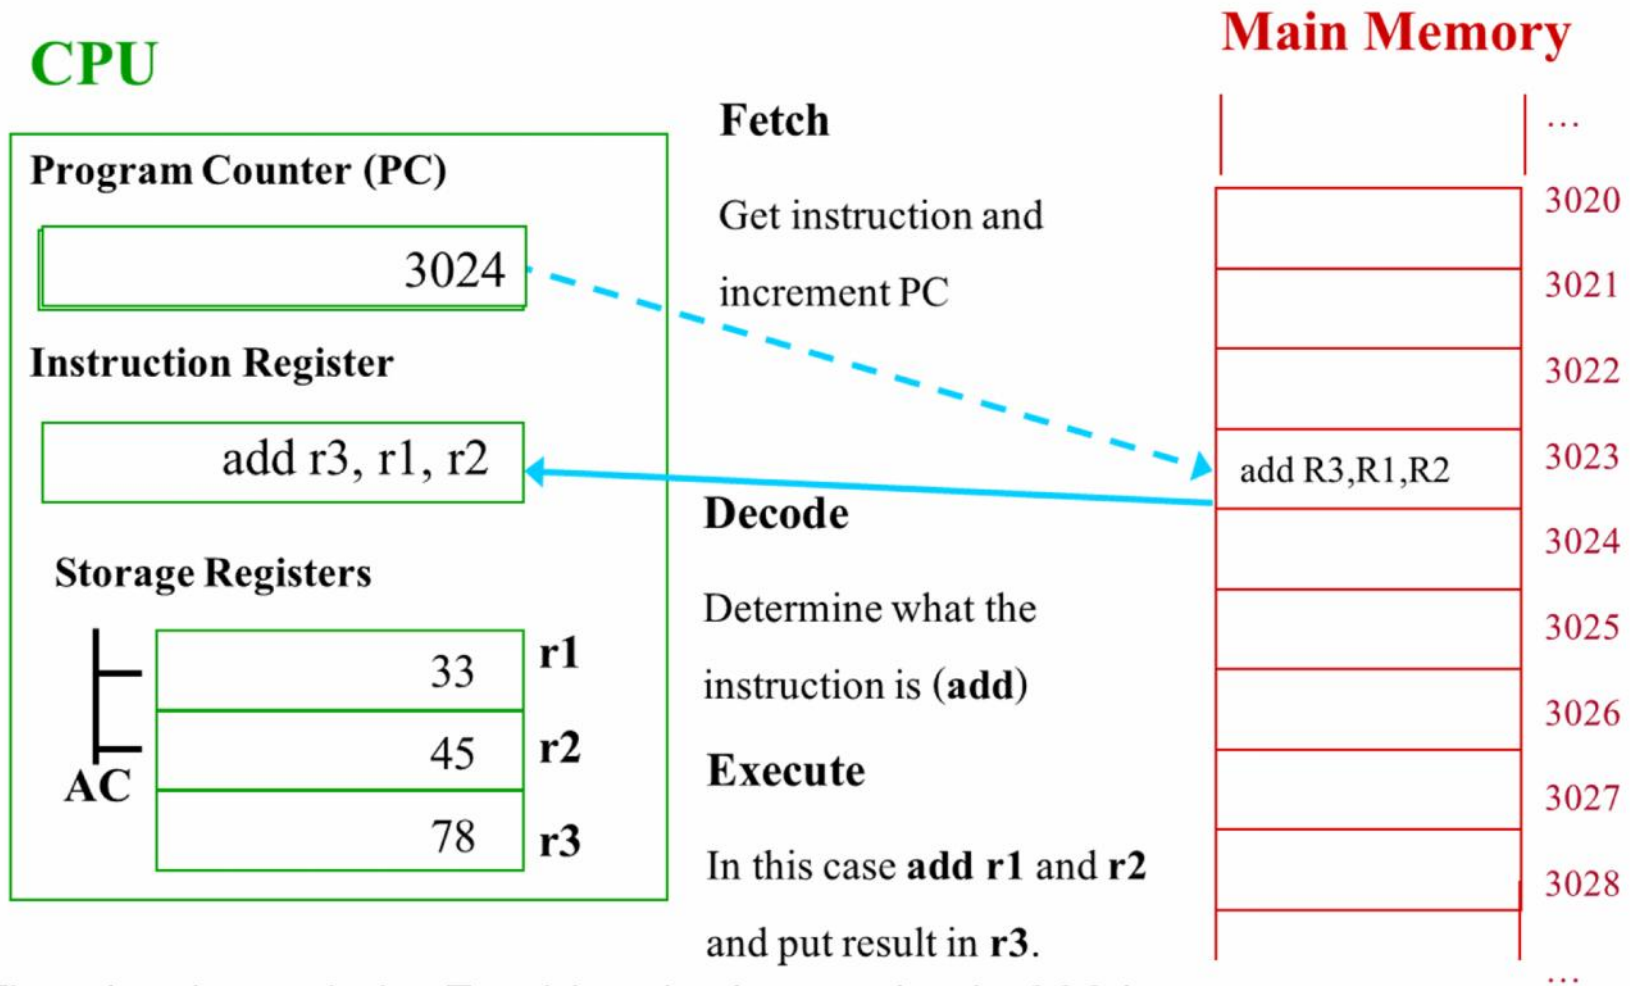 CPU
Program Counter (PC)
3024
Instruction Register
add r3, r1, r2
Storage Registers
33 r1
45 r2
AC
78 r3
Fetch
Get instruction and
increment PC
Decode
Determine what the
instruction is (add)
Execute
In this case add r1 and r2
and put result in r3.
Main Memory
...
3020
3021
3022
add R3,R1,R2 3023
3024
3025
3026
3027
3028
...